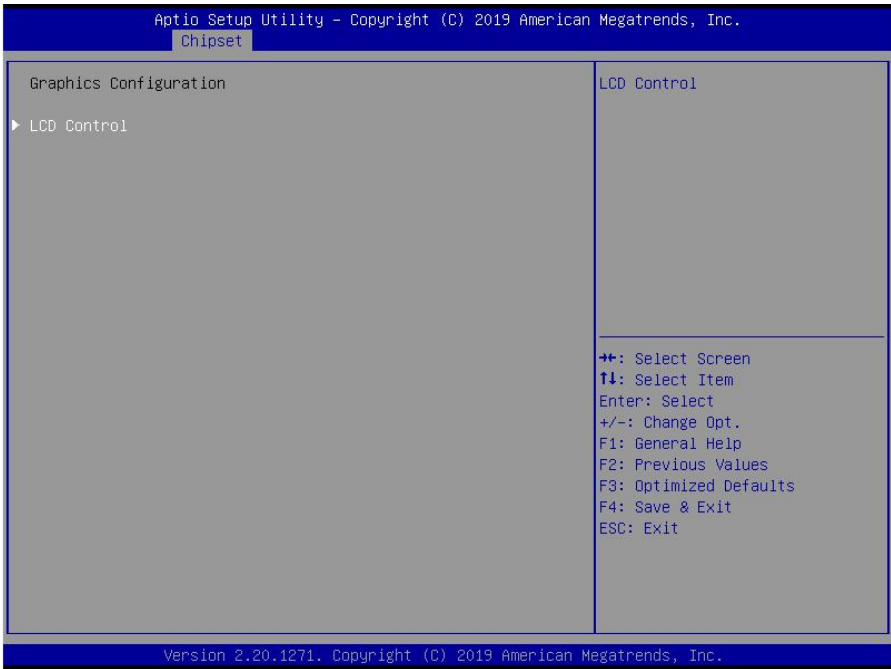 Aptio Setup Utility – Copyright (C) 2019 American Megatrends, Inc.
Chipset
Graphics Configuration
▶ LCD Control
LCD Control
→←: Select Screen
↑↓: Select Item
Enter: Select
+/-: Change Opt.
F1: General Help
F2: Previous Values
F3: Optimized Defaults
F4: Save & Exit
ESC: Exit
Version 2.20.1271. Copyright (C) 2019 American Megatrends, Inc.